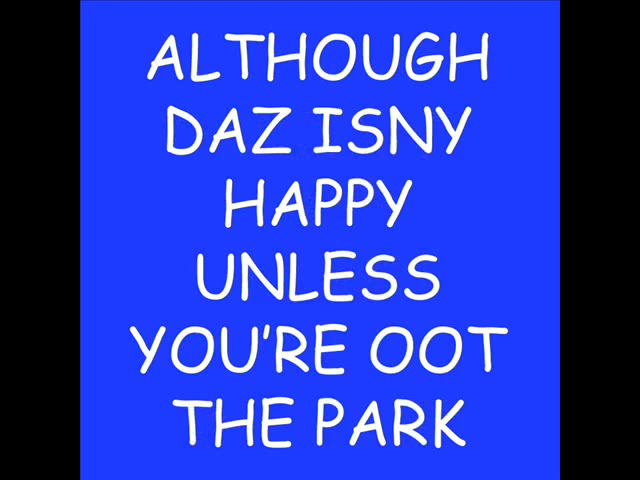 ALTHOUGH
DAZ ISNY
HAPPY
UNLESS
YOU'RE OOT
THE PARK